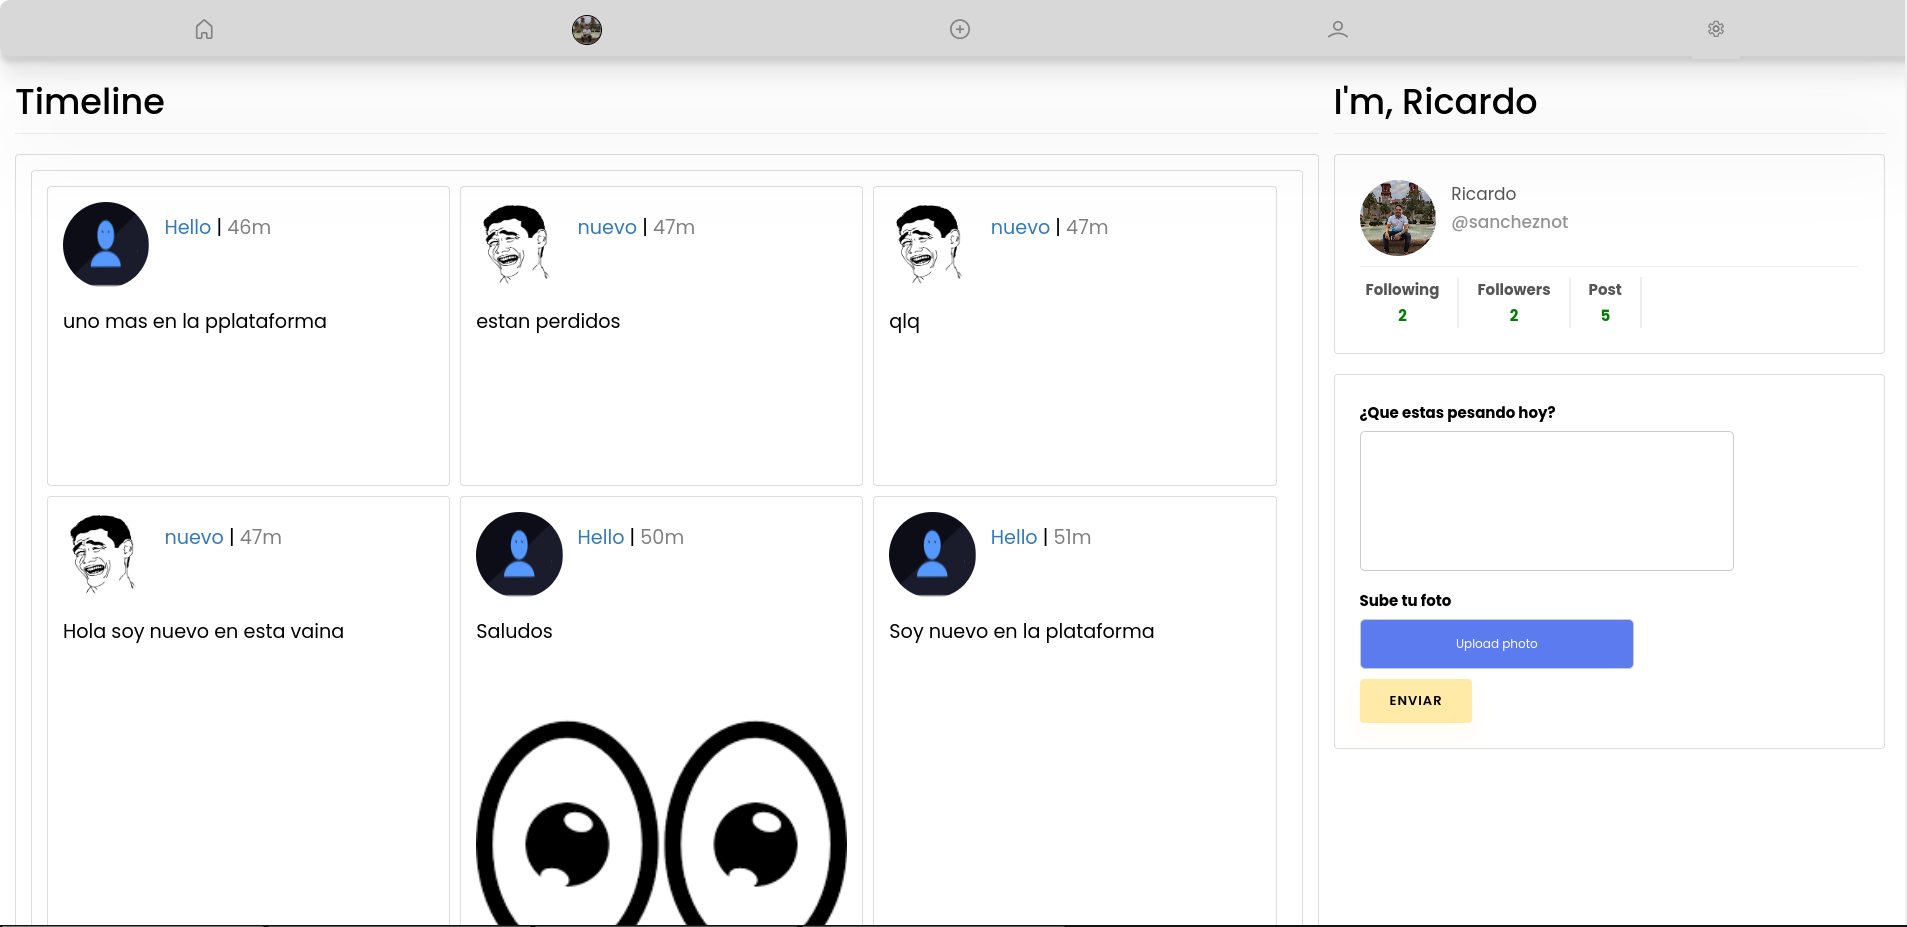 Timeline
I'm, Ricardo
Hello | 46m
uno mas en la pplataforma
nuevo | 47m
estan perdidos
nuevo | 47m
qlq
nuevo | 47m
Hola soy nuevo en esta vaina
Hello | 50m
Saludos
Hello | 51m
Soy nuevo en la plataforma
Ricardo
@sancheznot
Following Followers Post
2 2 5
¿Que estas pesando hoy?
Sube tu foto
Upload photo
ENVIAR